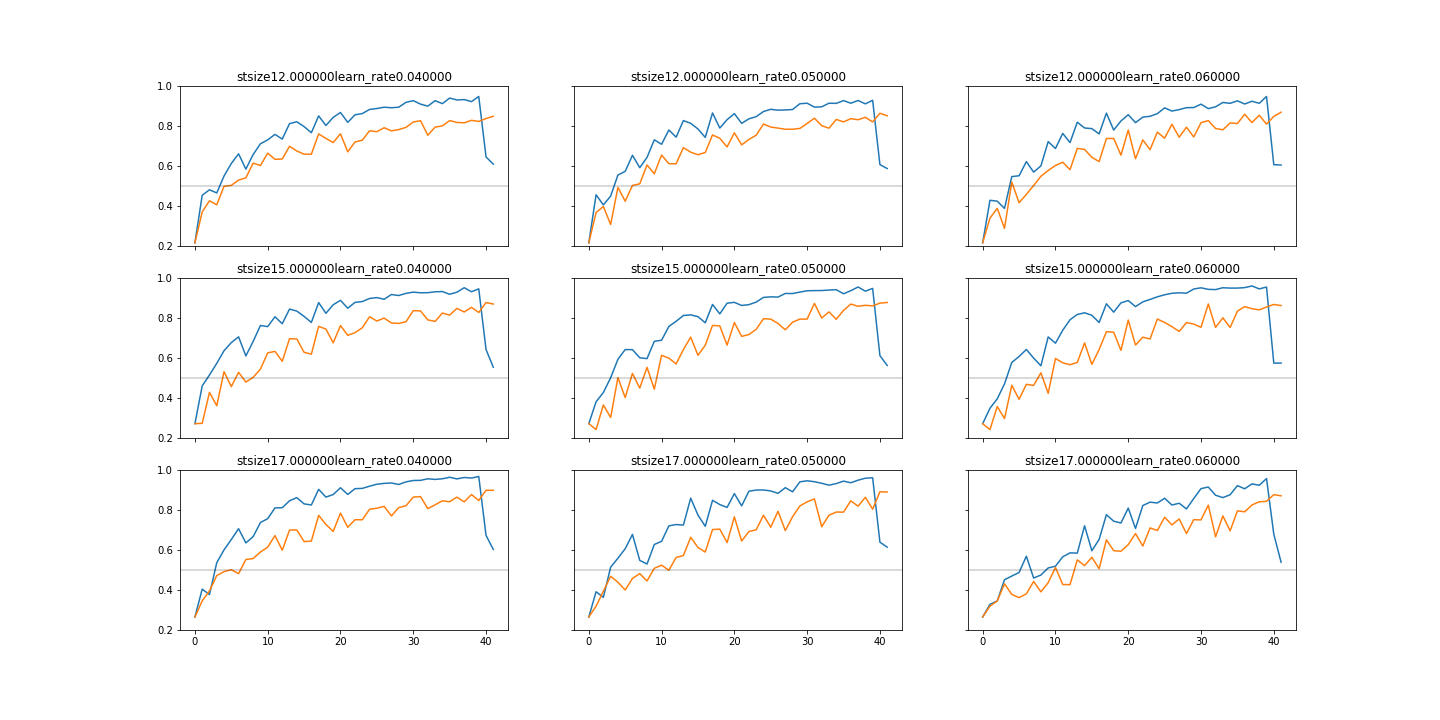 stsize12.000000learn_rate0.040000
stsize12.000000learn_rate0.050000
stsize12.000000learn_rate0.060000
1.0
0.8
0.6
0.4
0.2
stsize15.000000learn_rate0.040000
stsize15.000000learn_rate0.050000
stsize15.000000learn_rate0.060000
1.0
0.8
0.6
0.4
0.2
stsize17.000000learn_rate0.040000
stsize17.000000learn_rate0.050000
stsize17.000000learn_rate0.060000
1.0
0.8
0.6
0.4
0.2
0 10 20 30 40
0 10 20 30 40
0 10 20 30 40